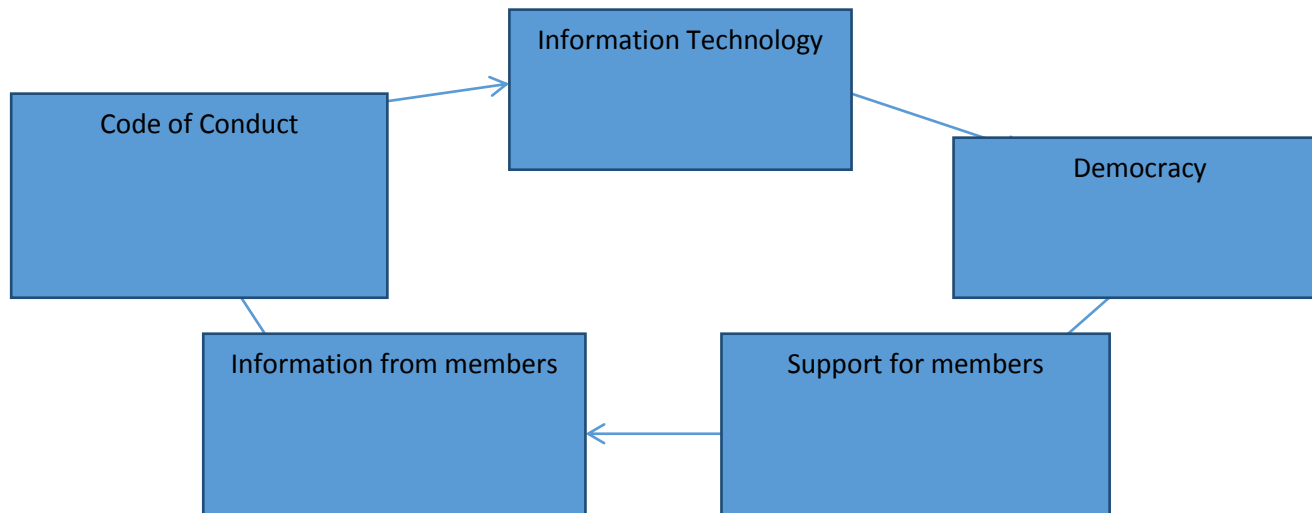 Information Technology
Code of Conduct
Democracy
Information from members
Support for members